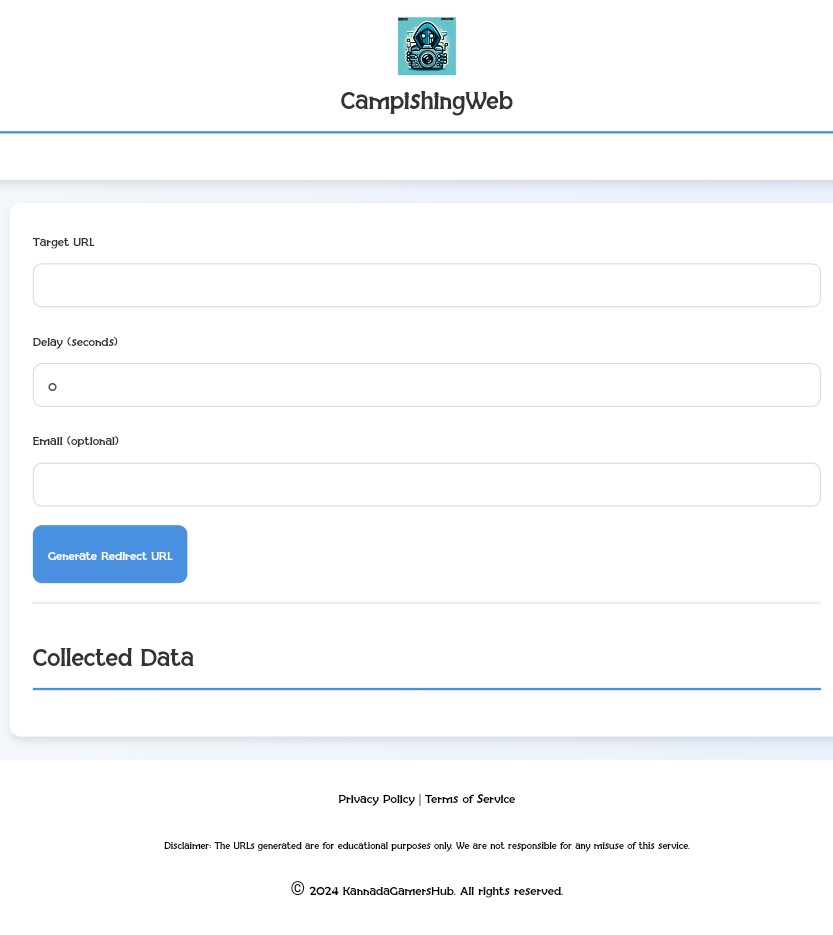 CampishingWeb
Target URL
Delay (seconds)
0
Email (optional)
Generate Redirect URL
Collected Data
Privacy Policy | Terms of Service
Disclaimer: The URLs generated are for educational purposes only. We are not responsible for any misuse of this service.
© 2024 KannadaGamersHub. All rights reserved.